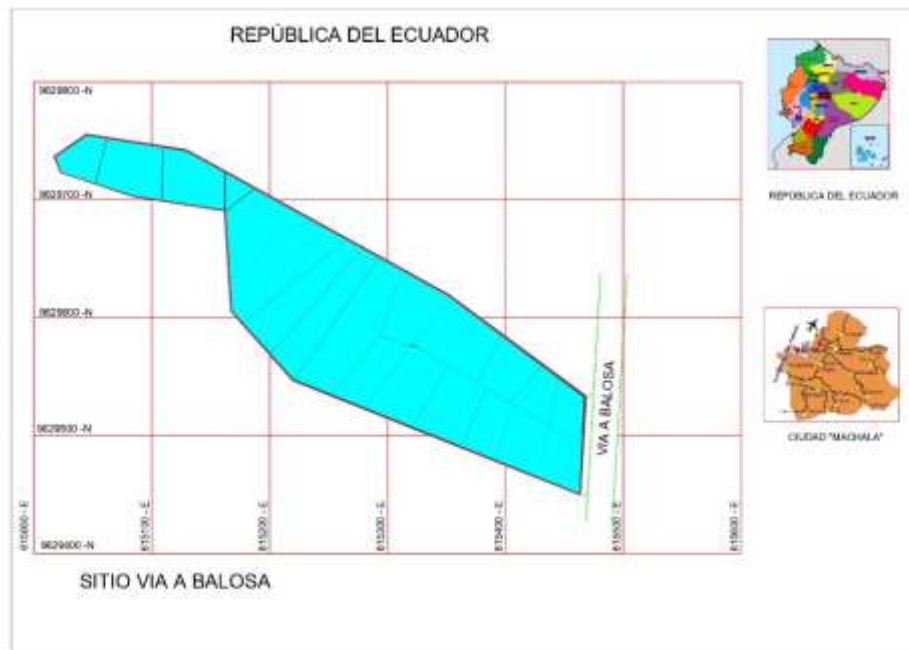 REPÚBLICA DEL ECUADOR
9629800 -N
9629700 -N
9629600 -N
9629500 -N
9629400 -N
615000 - E
615100 - E
615200 - E
615300 - E
615400 - E
615500 - E
615600 - E
VIA A BALOSA
SITIO VIA A BALOSA
REPÚBLICA DEL ECUADOR
CIUDAD "MACHALA"